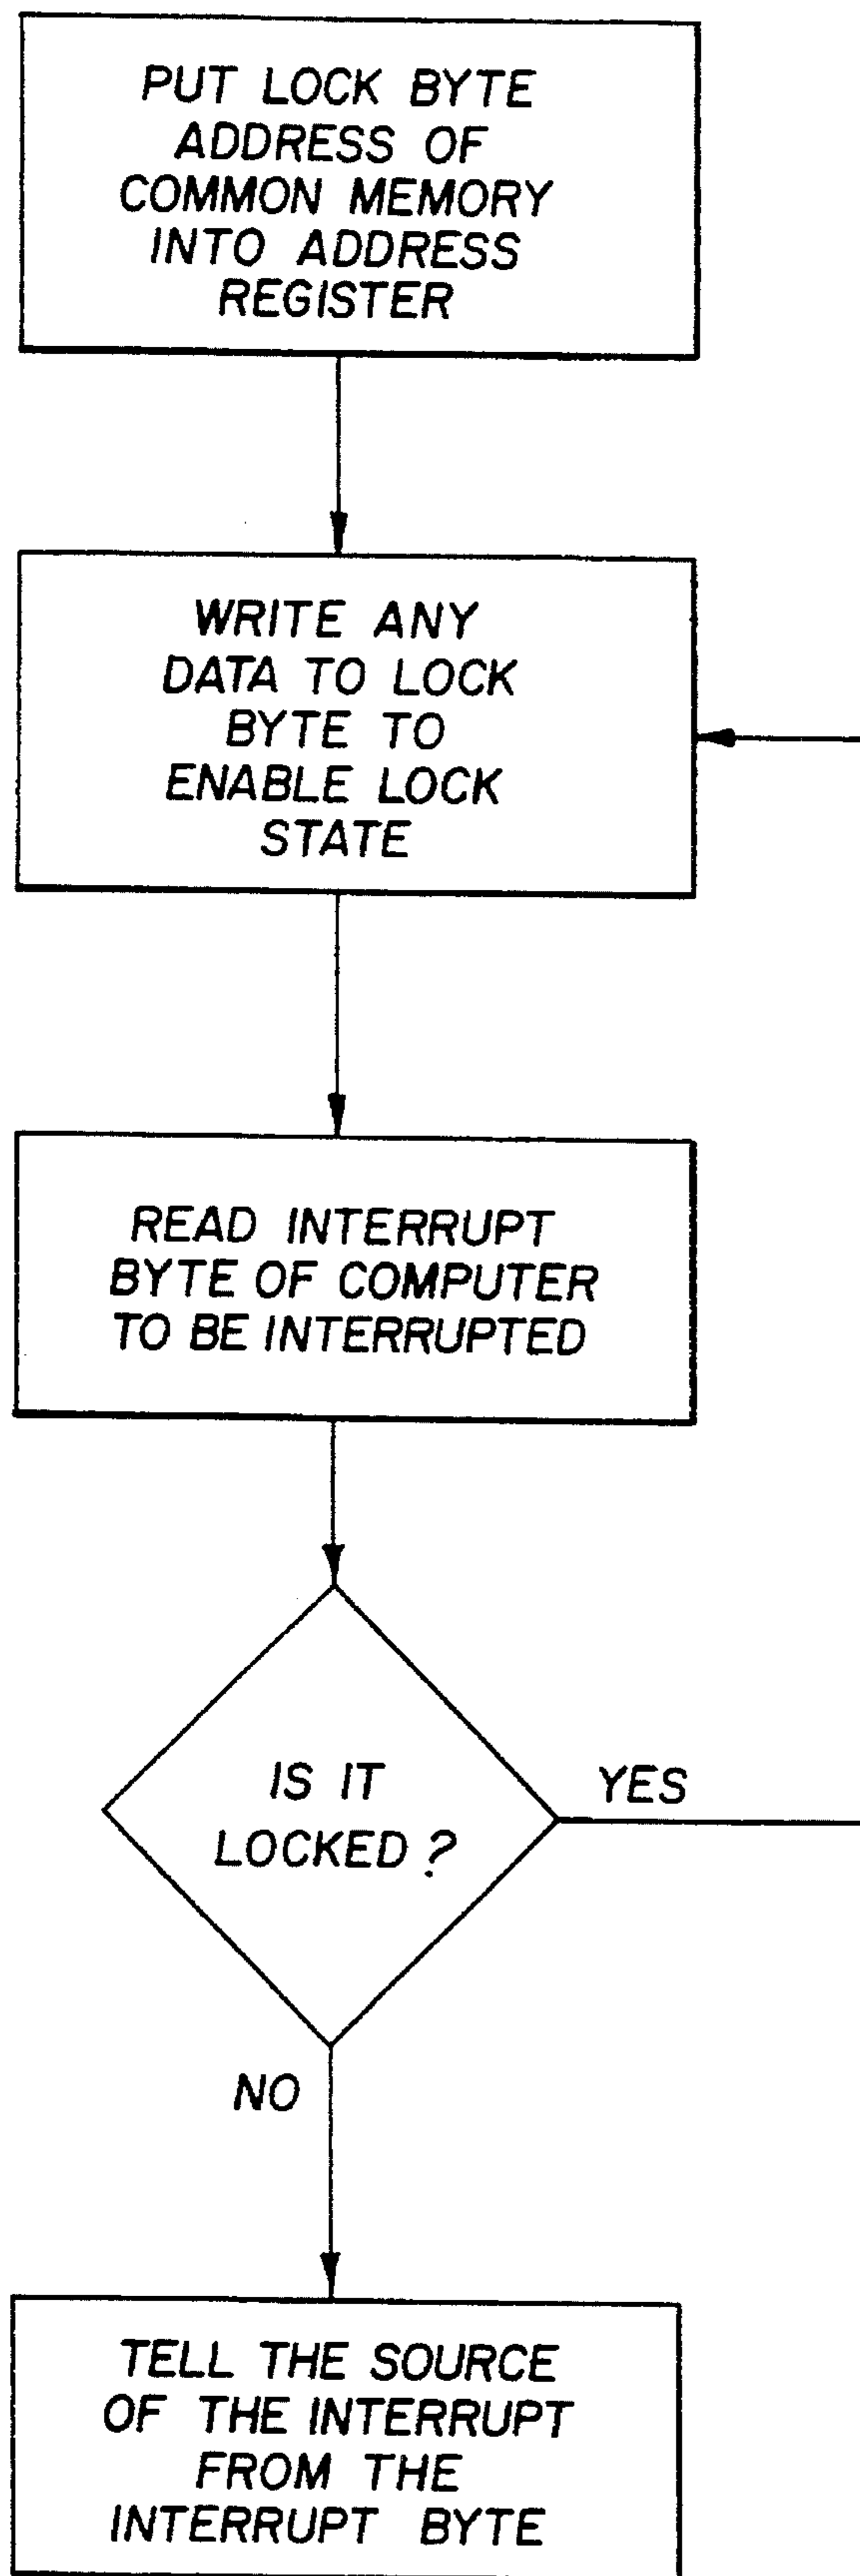 PUT LOCK BYTE
ADDRESS OF
COMMON MEMORY
INTO ADDRESS
REGISTER
WRITE ANY
DATA TO LOCK
BYTE TO
ENABLE LOCK
STATE
READ INTERRUPT
BYTE OF COMPUTER
TO BE INTERRUPTED
IS IT
LOCKED?
YES
NO
TELL THE SOURCE
OF THE INTERRUPT
FROM THE
INTERRUPT BYTE